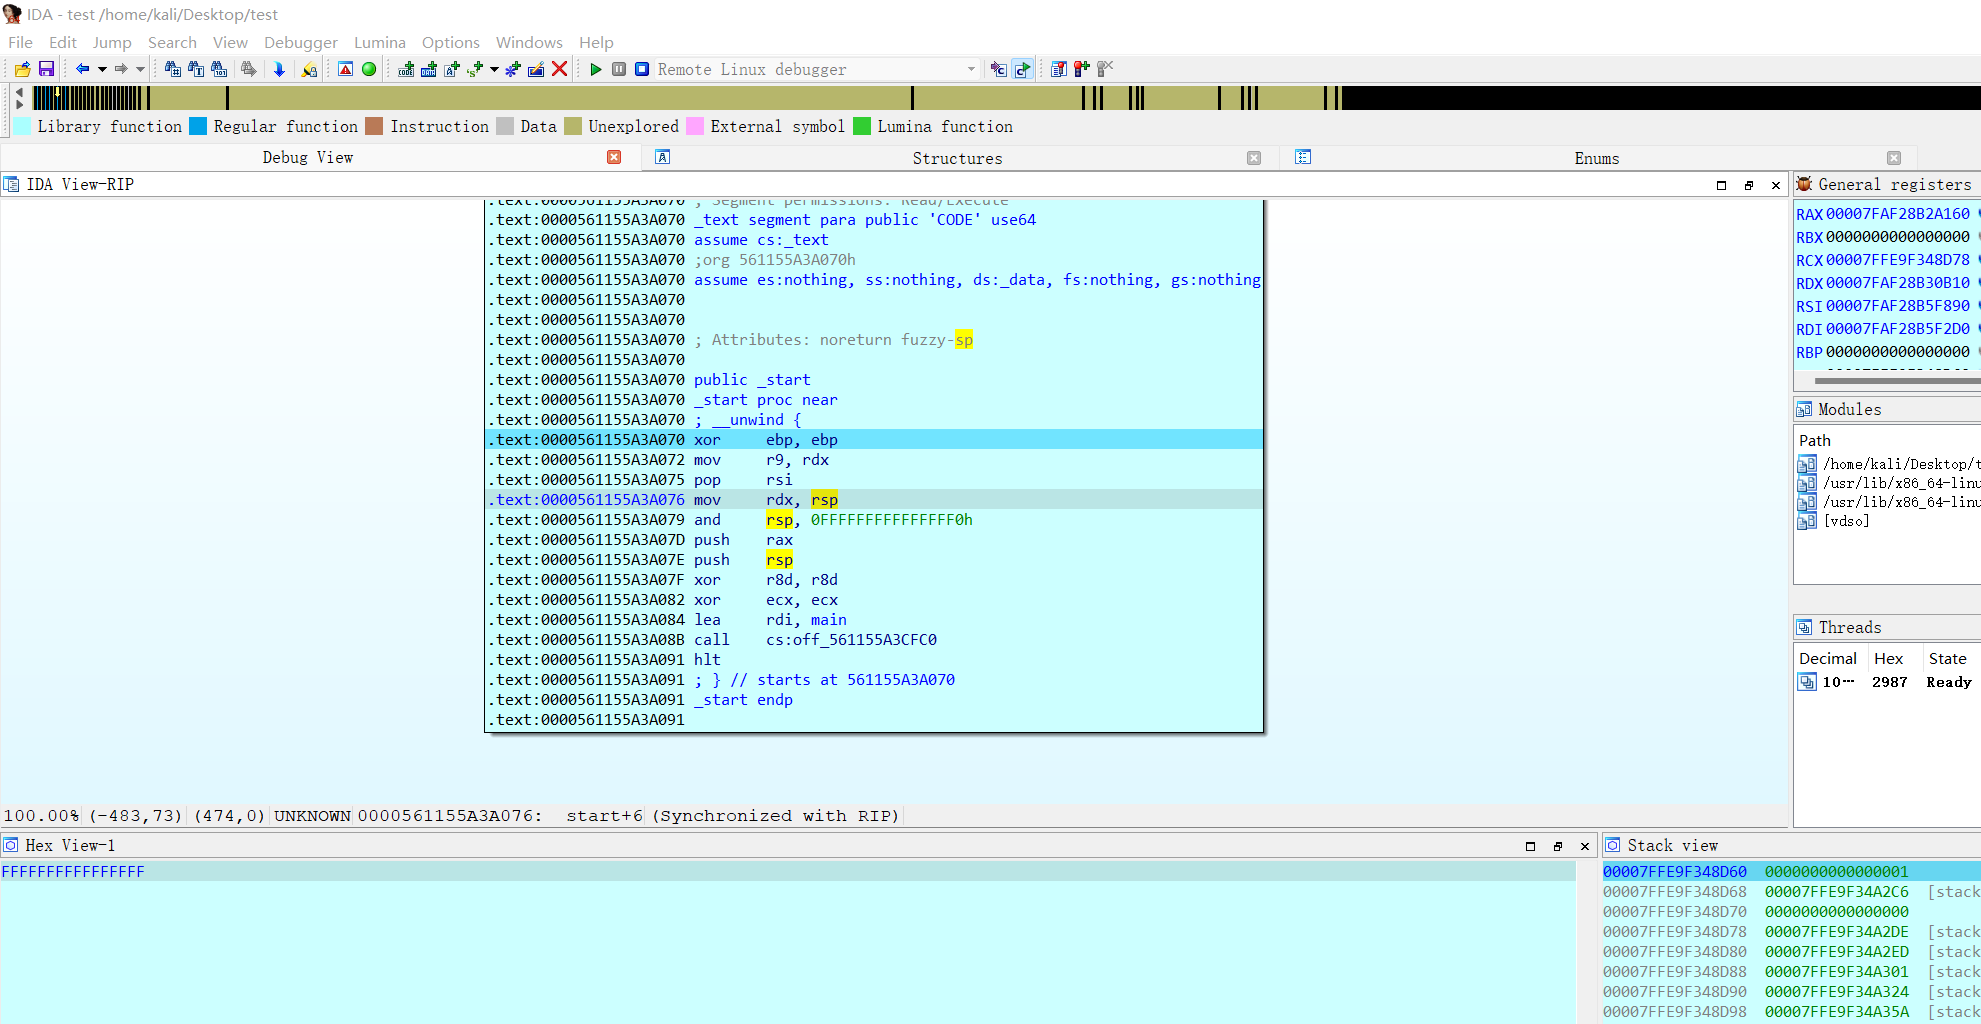 IDA - test /home/kali/Desktop/test
File Edit Jump Search View Debugger Lumina Options Windows Help
Remote Linux debugger
Library function Regular function Instruction Data Unexplored External symbol Lumina function
Debug View Structures Enums
IDA View-RIP
General registers
.text:0000561155A3A070 ; Segment permissions: Read/Execute
.text:0000561155A3A070 _text segment para public 'CODE' use64
.text:0000561155A3A070 assume cs:_text
.text:0000561155A3A070 ;org 561155A3A070h
.text:0000561155A3A070 assume es:nothing, ss:nothing, ds:_data, fs:nothing, gs:nothing
.text:0000561155A3A070
.text:0000561155A3A070
.text:0000561155A3A070 ; Attributes: noreturn fuzzy-sp
.text:0000561155A3A070
.text:0000561155A3A070 public _start
.text:0000561155A3A070 _start proc near
.text:0000561155A3A070 ; __unwind {
.text:0000561155A3A070 xor ebp, ebp
.text:0000561155A3A072 mov r9, rdx
.text:0000561155A3A075 pop rsi
.text:0000561155A3A076 mov rdx, rsp
.text:0000561155A3A079 and rsp, 0FFFFFFFFFFFFFFF0h
.text:0000561155A3A07D push rax
.text:0000561155A3A07E push rsp
.text:0000561155A3A07F xor r8d, r8d
.text:0000561155A3A082 xor ecx, ecx
.text:0000561155A3A084 lea rdi, main
.text:0000561155A3A08B call cs:off_561155A3CFC0
.text:0000561155A3A091 hlt
.text:0000561155A3A091 ; } // starts at 561155A3A070
.text:0000561155A3A091 _start endp
.text:0000561155A3A091
RAX 00007FAF28B2A160
RBX 0000000000000000
RCX 00007FFE9F348D78
RDX 00007FAF28B30B10
RSI 00007FAF28B5F890
RDI 00007FAF28B5F2D0
RBP 0000000000000000
Modules
Path
/home/kali/Desktop/t
/usr/lib/x86_64-linu
/usr/lib/x86_64-linu
[vdso]
Threads
Decimal Hex State
10… 2987 Ready
100.00% (-483,73) (474,0) UNKNOWN 0000561155A3A076: start+6 (Synchronized with RIP)
Hex View-1
FFFFFFFFFFFFFFFF
Stack view
00007FFE9F348D60 0000000000000001
00007FFE9F348D68 00007FFE9F34A2C6 [stack
00007FFE9F348D70 0000000000000000
00007FFE9F348D78 00007FFE9F34A2DE [stack
00007FFE9F348D80 00007FFE9F34A2ED [stack
00007FFE9F348D88 00007FFE9F34A301 [stack
00007FFE9F348D90 00007FFE9F34A324 [stack
00007FFE9F348D98 00007FFE9F34A35A [stack